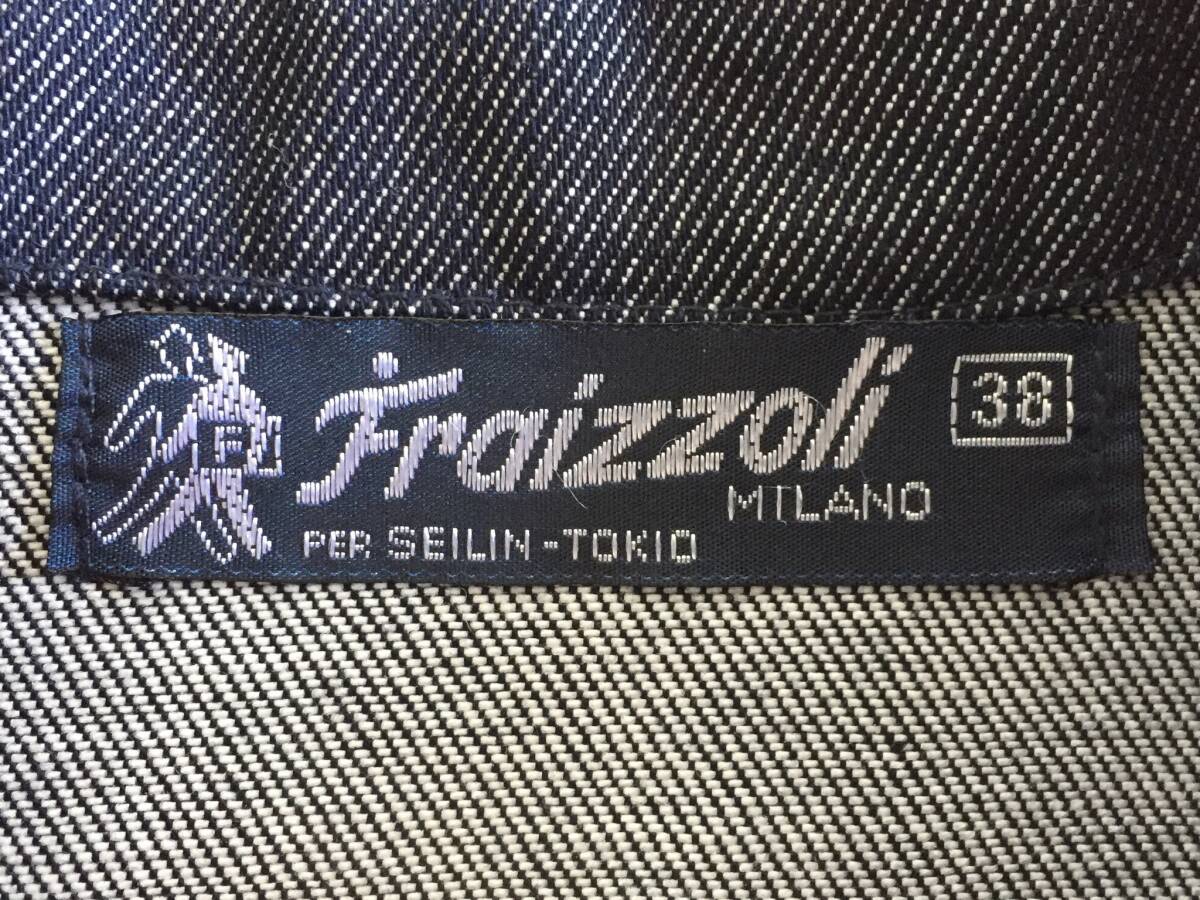 F
Fraizzoli
38
MILANO
PER SEILIN-TOKIO